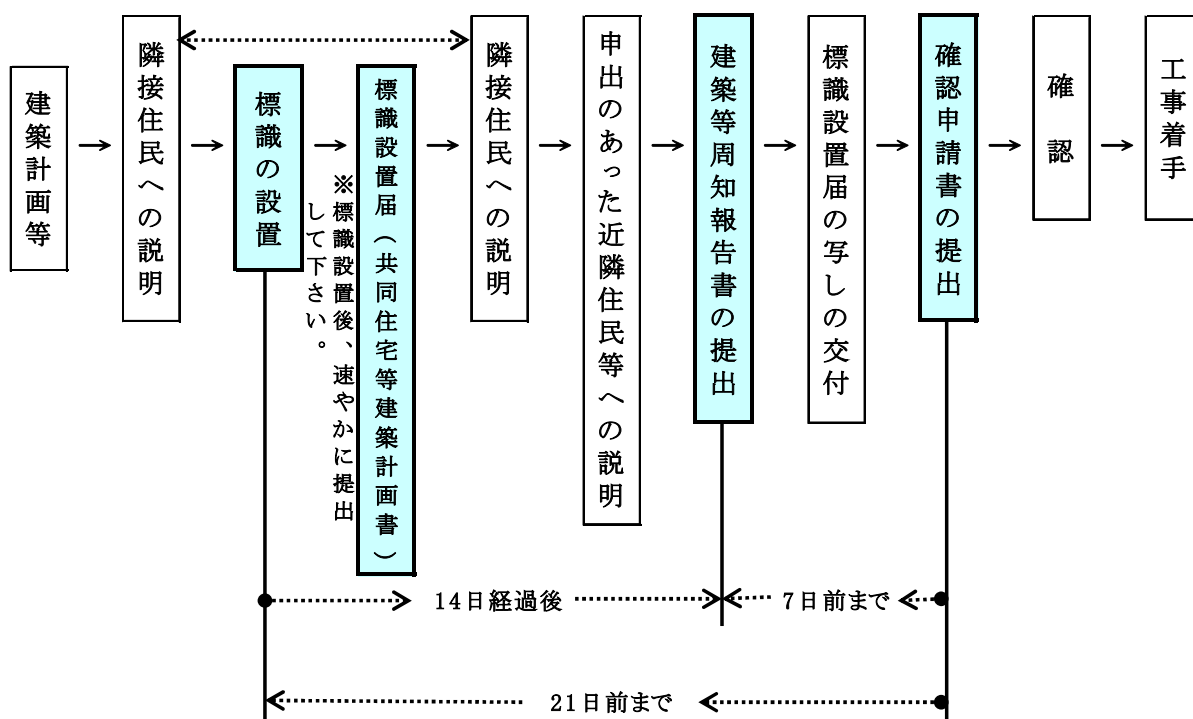 建築計画等
隣接住民への説明
標識の設置
標識設置届（共同住宅等建築計画書）
※標識設置後、速やかに提出
して下さい。
隣接住民への説明
申出のあった近隣住民等への説明
建築等周知報告書の提出
標識設置届の写しの交付
確認申請書の提出
確認
工事着手
14日経過後
7日前まで
21日前まで